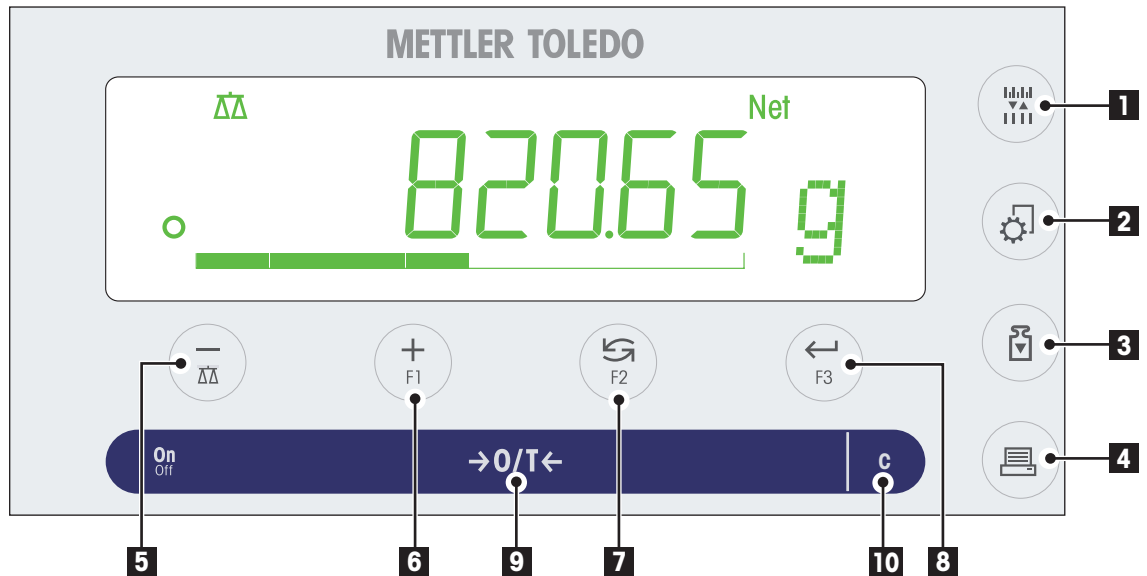 METTLER TOLEDO
Net
820.65 g
1
2
3
4
F1
F2
F3
On
Off
→0/T←
C
5
6
9
7
10
8